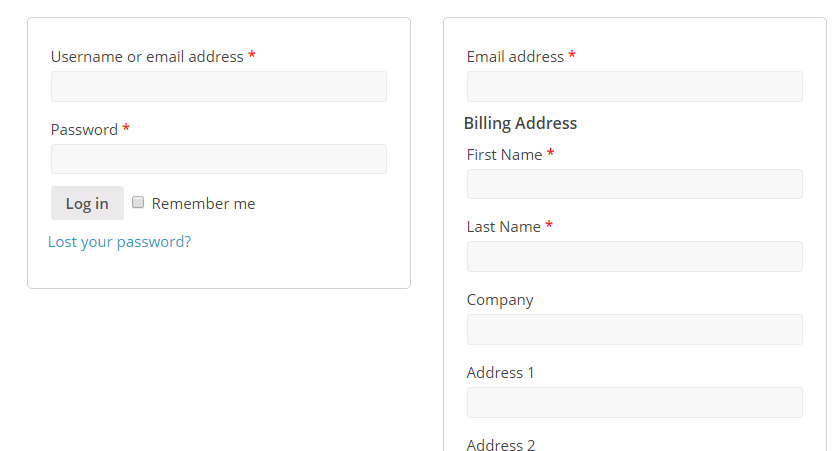 Username or email address *
Password *
Log in Remember me
Lost your password?
Email address *
Billing Address
First Name *
Last Name *
Company
Address 1
Address 2